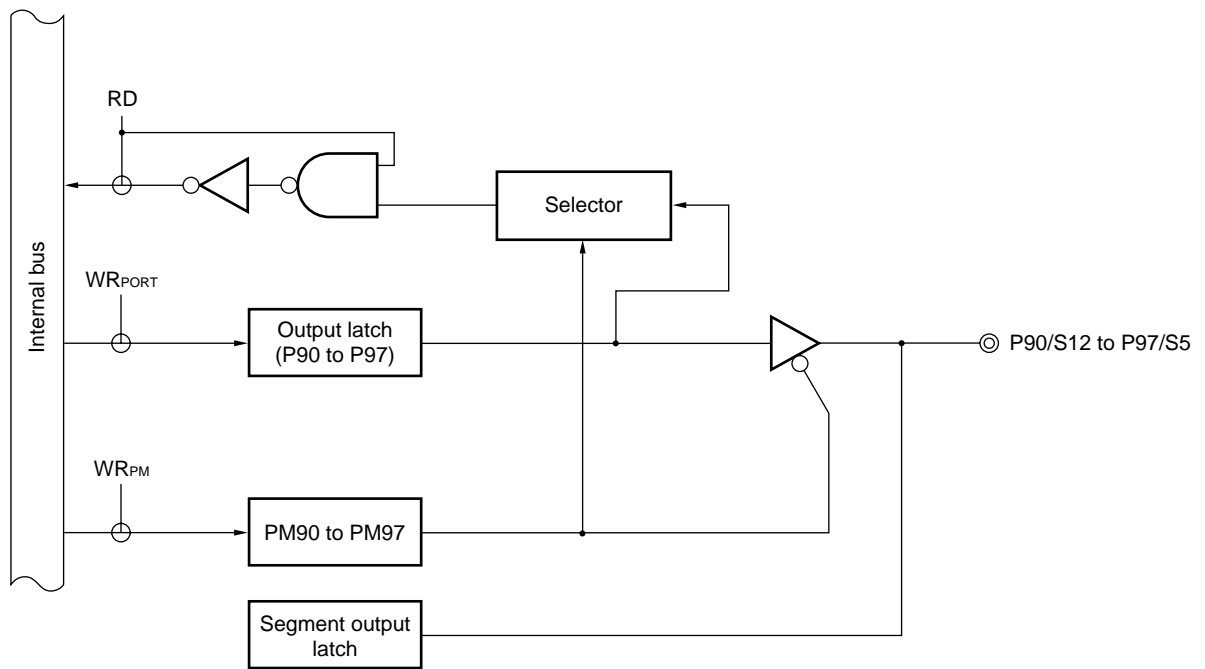 RD
Selector
Internal bus
WRPORT
Output latch
(P90 to P97)
P90/S12 to P97/S5
WRPM
PM90 to PM97
Segment output
latch